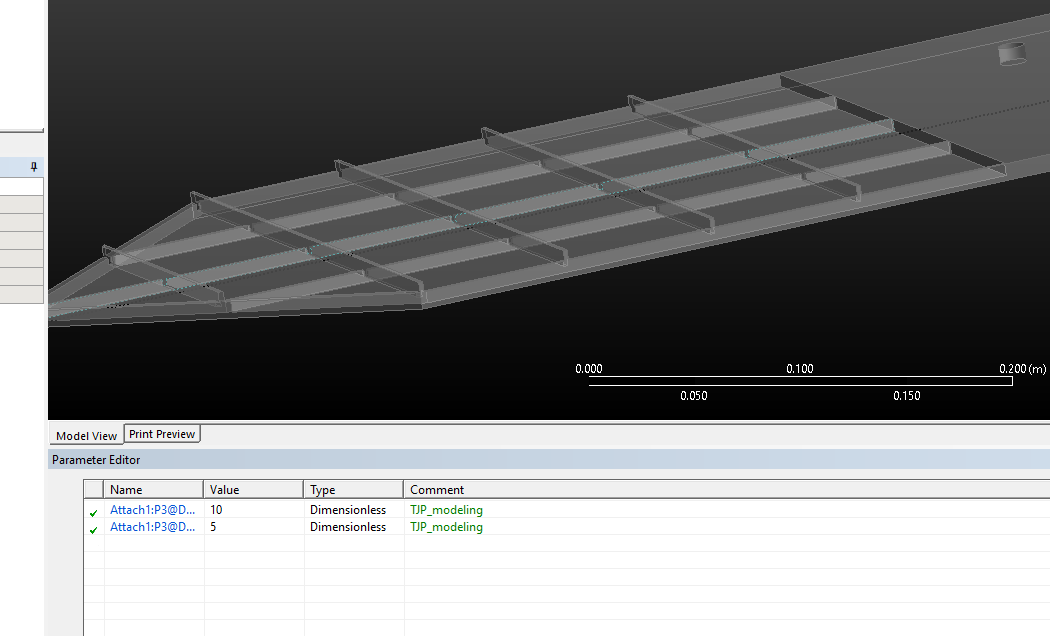 0.000 0.100 0.200 (m)
0.050 0.150
Model View Print Preview
Parameter Editor
Name Value Type Comment
Attach1:P3@D... 10 Dimensionless TJP_modeling
Attach1:P3@D... 5 Dimensionless TJP_modeling